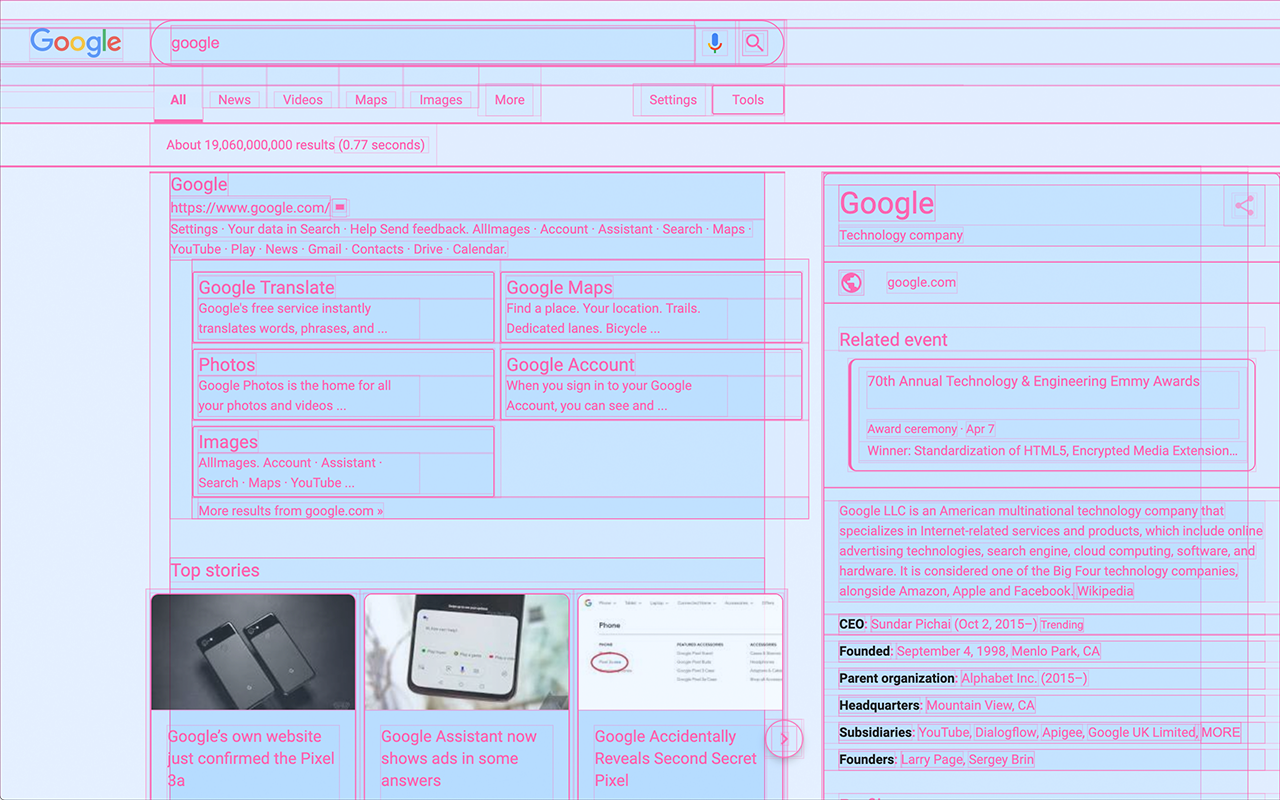 Google
google
All News Videos Maps Images More Settings Tools
About 19,060,000,000 results (0.77 seconds)
Google
https://www.google.com/
Settings · Your data in Search · Help Send feedback. AllImages · Account · Assistant · Search · Maps ·
YouTube · Play · News · Gmail · Contacts · Drive · Calendar.
Google Translate
Google's free service instantly
translates words, phrases, and ...
Google Maps
Find a place. Your location. Trails.
Dedicated lanes. Bicycle ...
Photos
Google Photos is the home for all
your photos and videos ...
Google Account
When you sign in to your Google
Account, you can see and ...
Images
AllImages. Account · Assistant ·
Search · Maps · YouTube ...
More results from google.com »
Top stories
Phone
Google's own website
just confirmed the Pixel
3a
Google Assistant now
shows ads in some
answers
Google Accidentally
Reveals Second Secret
Pixel
Google
Technology company
google.com
Related event
70th Annual Technology & Engineering Emmy Awards
Award ceremony · Apr 7
Winner: Standardization of HTML5, Encrypted Media Extension...
Google LLC is an American multinational technology company that
specializes in Internet-related services and products, which include online
advertising technologies, search engine, cloud computing, software, and
hardware. It is considered one of the Big Four technology companies,
alongside Amazon, Apple and Facebook. Wikipedia
CEO: Sundar Pichai (Oct 2, 2015–) Trending
Founded: September 4, 1998, Menlo Park, CA
Parent organization: Alphabet Inc. (2015–)
Headquarters: Mountain View, CA
Subsidiaries: YouTube, Dialogflow, Apigee, Google UK Limited, MORE
Founders: Larry Page, Sergey Brin